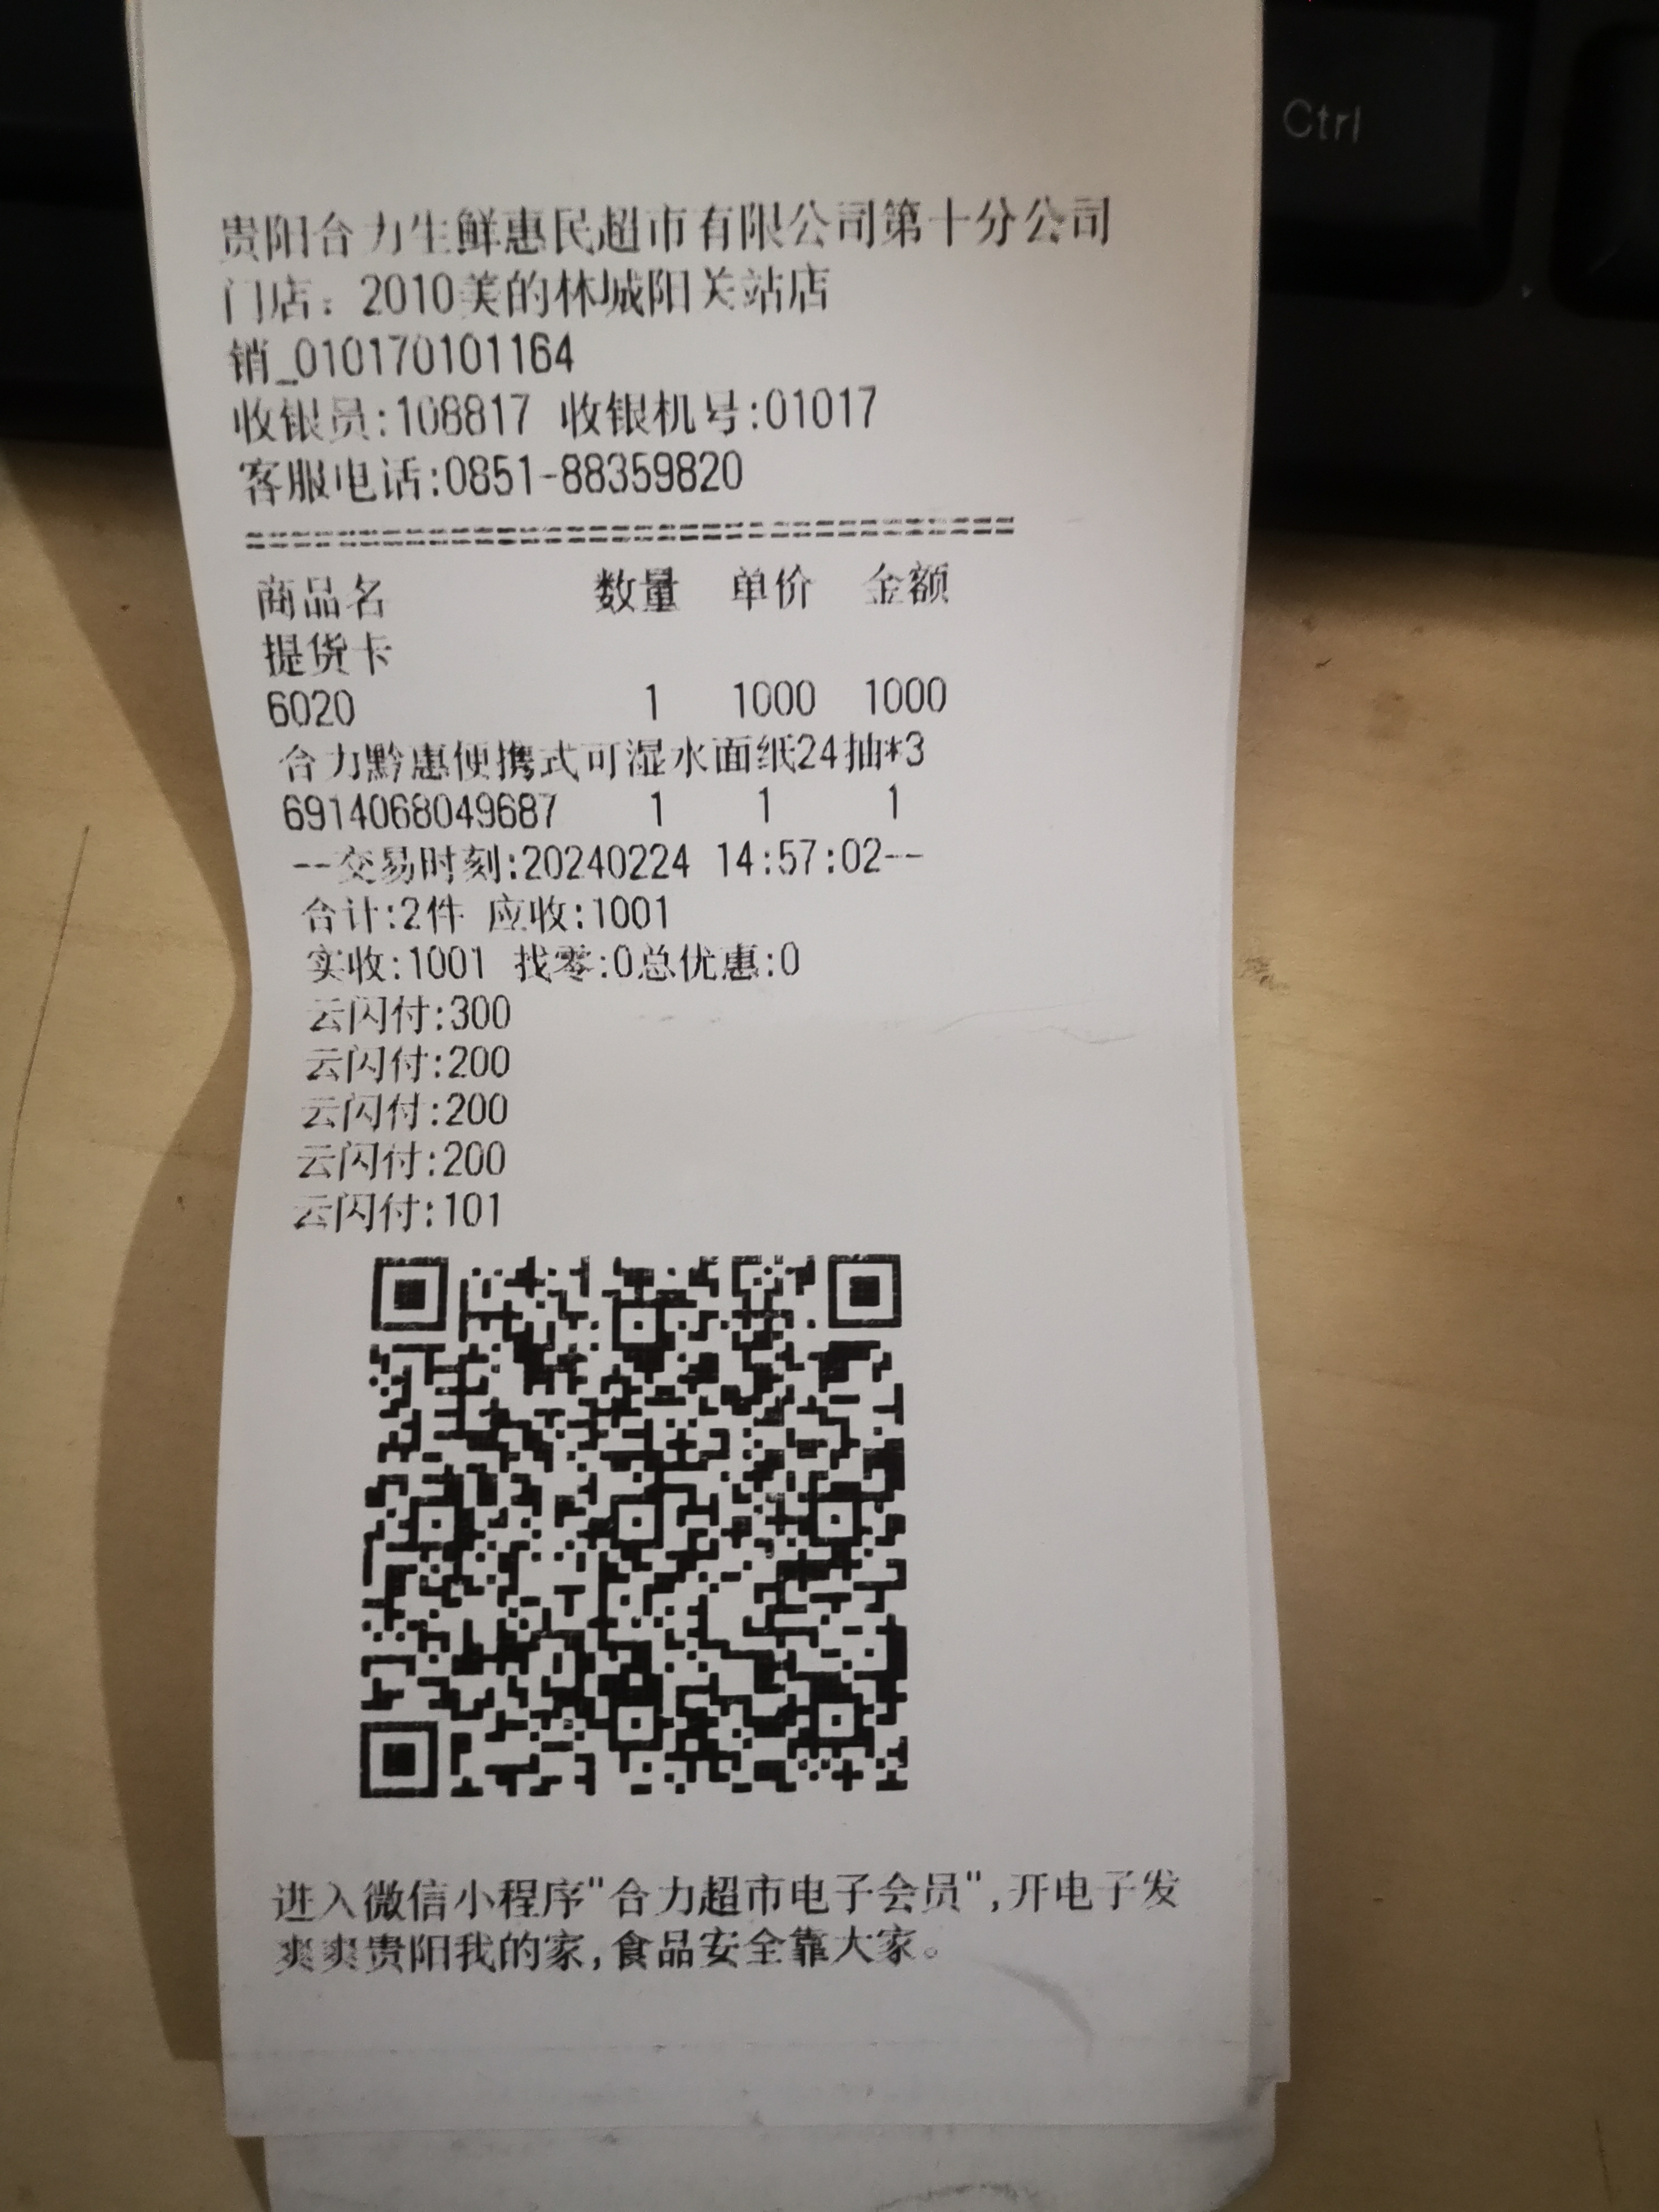 Ctrl
贵阳合力生鲜惠民超市有限公司第十分公司
门店：2010美的林城阳关站店
销_010170101164
收银员:108817 收银机号:01017
客服电话:0851-88359820
==================================
商品名 数量 单价 金额
提货卡
6020 1 1000 1000
合力黔惠便携式可湿水面纸24抽*3
6914068049687 1 1 1
--交易时刻:20240224 14:57:02--
合计:2件 应收:1001
实收:1001 找零:0总优惠:0
云闪付:300
云闪付:200
云闪付:200
云闪付:200
云闪付:101
进入微信小程序"合力超市电子会员",开电子发
爽爽贵阳我的家,食品安全靠大家。